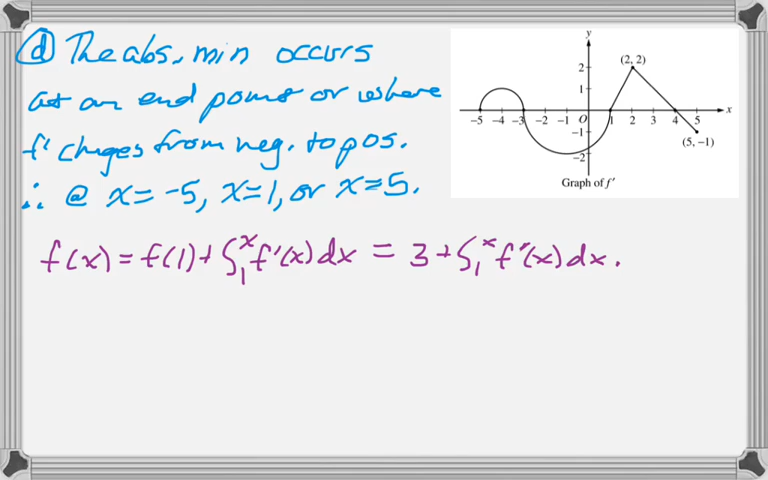 (d) The abs. min occurs
at an end point or where
f' chnges from neg. to pos.
∴ @ x = -5, x = 1, or x = 5.
f(x) = f(1) + ∫₁ˣ f'(x) dx = 3 + ∫₁ˣ f'(x) dx.
y
(2, 2)
2
1
-5 -4 -3 -2 -1 O 1 2 3 4 5 x
-1
(5, -1)
-2
Graph of f'